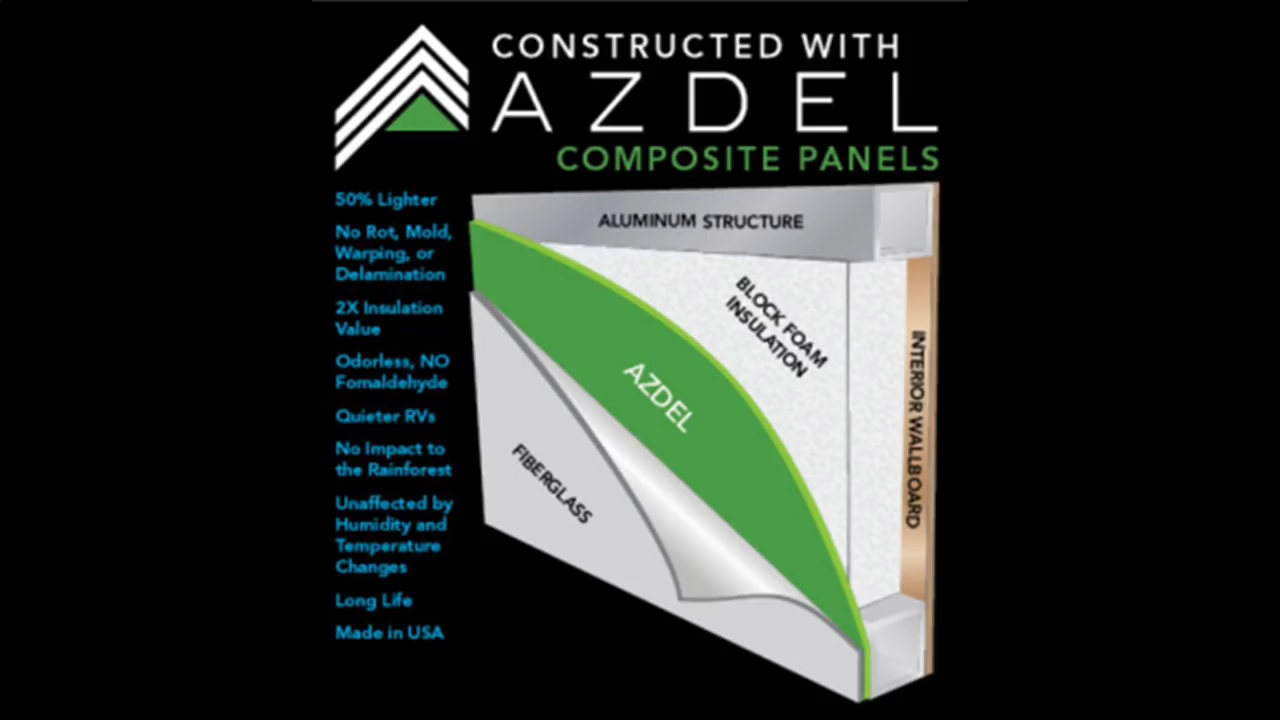 CONSTRUCTED WITH
AZDEL
COMPOSITE PANELS
50% Lighter
No Rot, Mold,
Warping, or
Delamination
2X Insulation
Value
Odorless, NO
Fomaldehyde
Quieter RVs
No Impact to
the Rainforest
Unaffected by
Humidity and
Temperature
Changes
Long Life
Made in USA
ALUMINUM STRUCTURE
BLOCK FOAM
INSULATION
AZDEL
FIBERGLASS
INTERIOR WALLBOARD